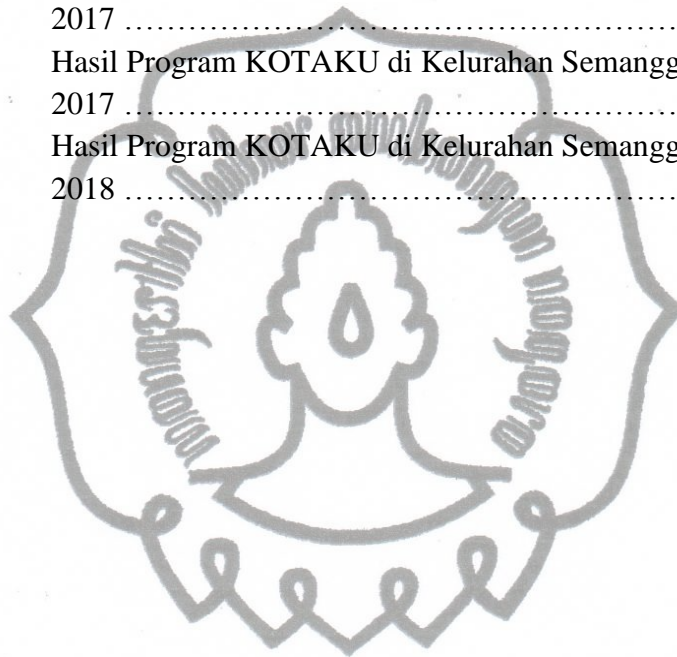 2017 ......................................................
Hasil Program KOTAKU di Kelurahan Semangg
2017 ......................................................
Hasil Program KOTAKU di Kelurahan Semangg
2018 ......................................................